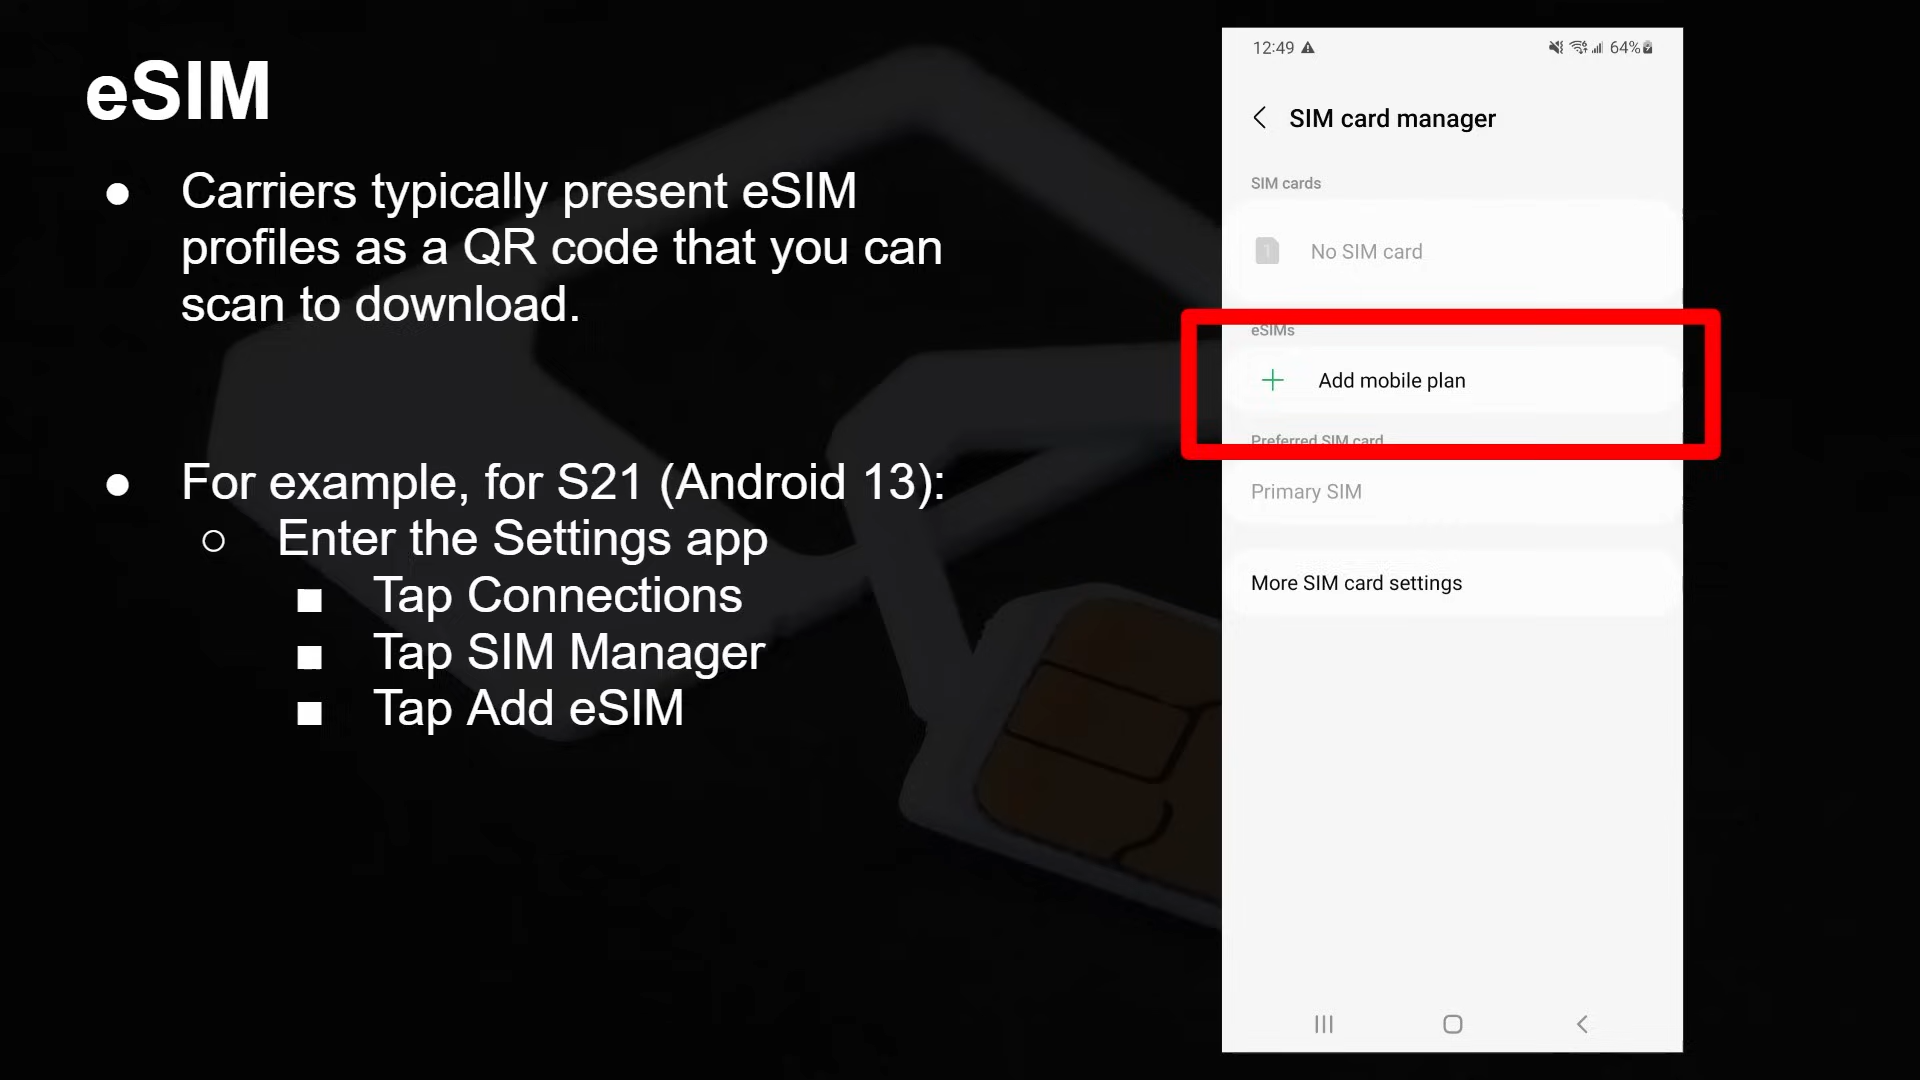 eSIM
● Carriers typically present eSIM
profiles as a QR code that you can
scan to download.
● For example, for S21 (Android 13):
○ Enter the Settings app
■ Tap Connections
■ Tap SIM Manager
■ Tap Add eSIM
12:49
64%
SIM card manager
SIM cards
1 No SIM card
eSIMs
Add mobile plan
Preferred SIM card
Primary SIM
More SIM card settings